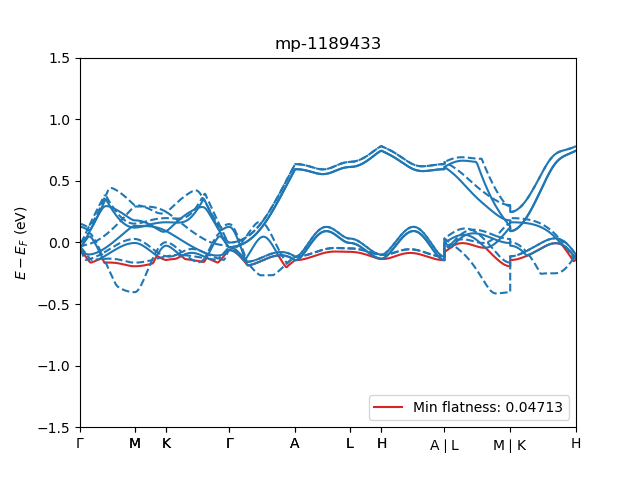 mp-1189433
E − E_F (eV)
1.5
1.0
0.5
0.0
−0.5
−1.0
−1.5
Min flatness: 0.04713
Γ M K Γ A L H A | L M | K H